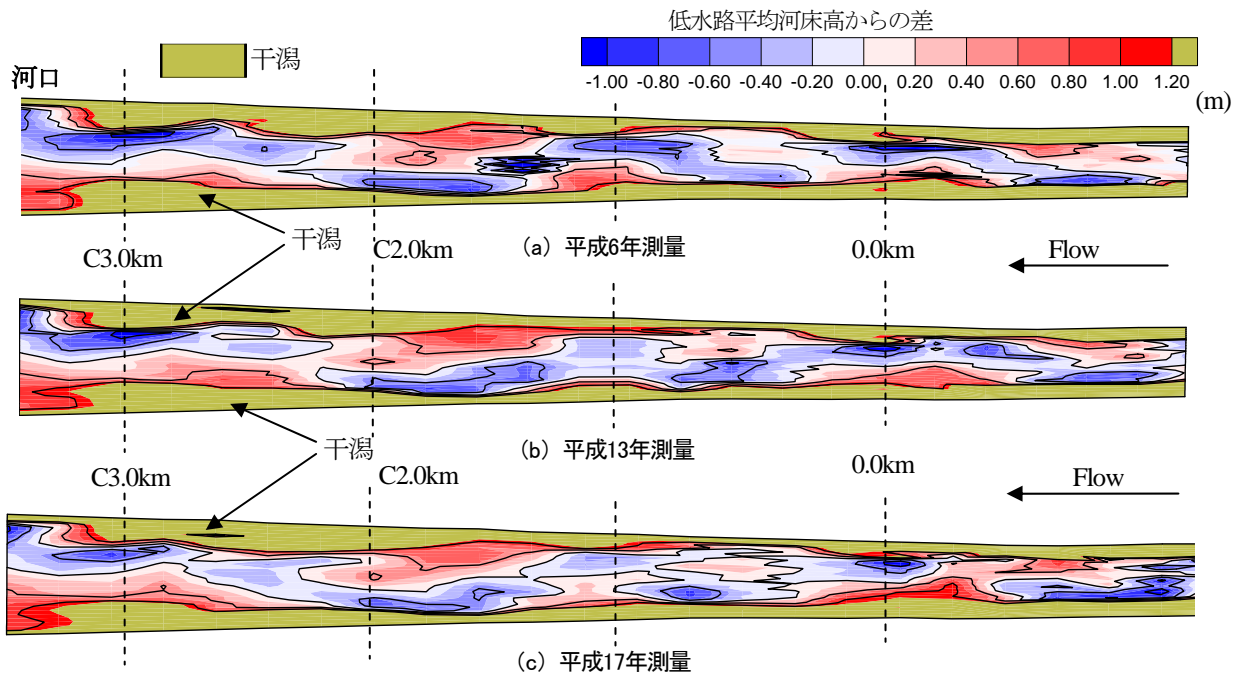 低水路平均河床高からの差
干潟
-1.00 -0.80 -0.60 -0.40 -0.20 0.00 0.20 0.40 0.60 0.80 1.00 1.20
(m)
河口
干潟
C3.0km
C2.0km
(a) 平成6年測量
0.0km
Flow
干潟
C3.0km
C2.0km
(b) 平成13年測量
0.0km
Flow
(c) 平成17年測量